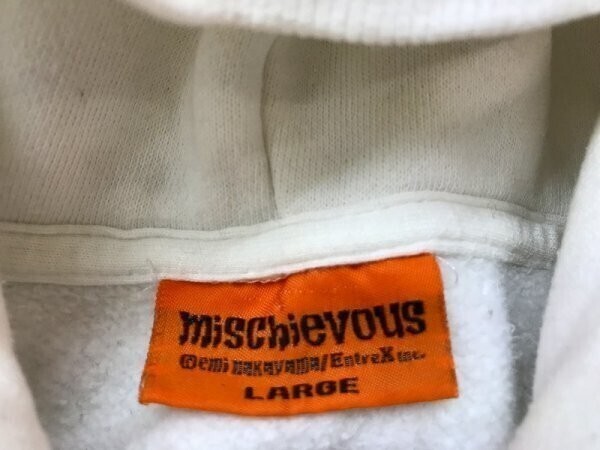 mischievous
©emi nakayama/EntreX inc.
LARGE